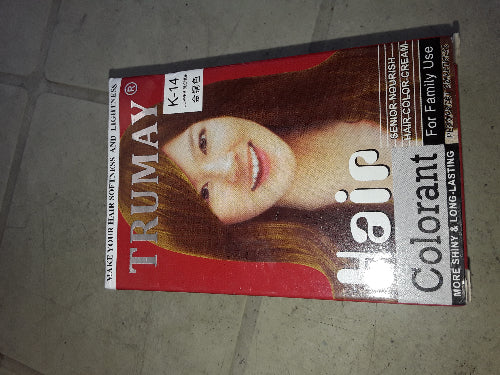 MAKE YOUR HAIR SOFTNESS AND LIGHTNESS
TRUMAY®
K-14
SENIOR NOURISH
HAIR COLOR CREAM
Hair
Colorant
For Family Use
MORE SHINY & LONG-LASTING